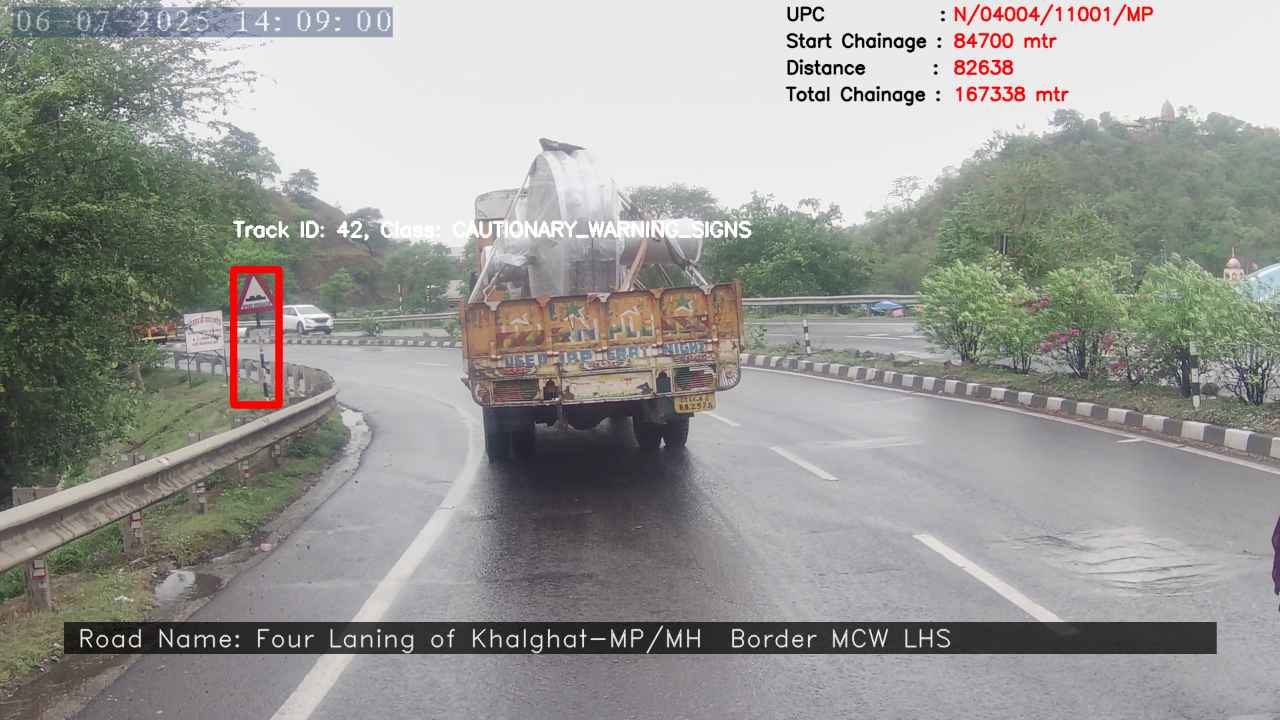 06-07-2025 14:09:00
UPC : N/04004/11001/MP
Start Chainage : 84700 mtr
Distance : 82638
Total Chainage : 167338 mtr
Track ID: 42, Class: CAUTIONARY_WARNING_SIGNS
Road Name: Four Laning of Khalghat-MP/MH Border MCW LHS